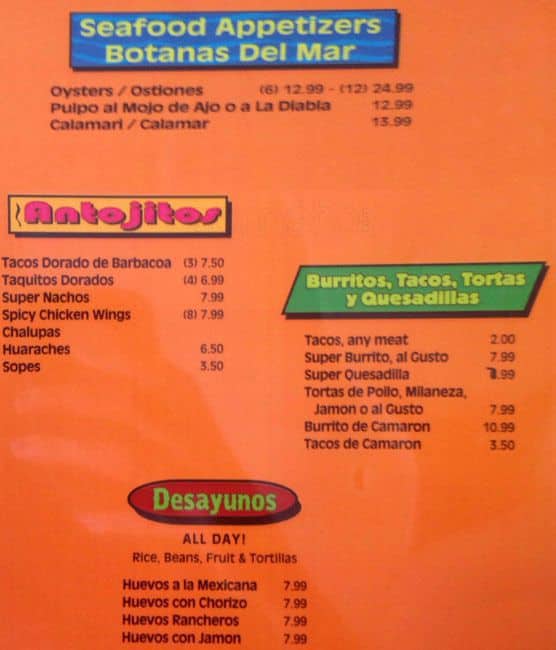 Seafood Appetizers
Botanas Del Mar
Oysters / Ostiones (6) 12.99 - (12) 24.99
Pulpo al Mojo de Ajo o a La Diabla 12.99
Calamari / Calamar 13.99
Antojitos
Tacos Dorado de Barbacoa (3) 7.50
Taquitos Dorados (4) 6.99
Super Nachos 7.99
Spicy Chicken Wings (8) 7.99
Chalupas
Huaraches 6.50
Sopes 3.50
Burritos, Tacos, Tortas
y Quesadillas
Tacos, any meat 2.00
Super Burrito, al Gusto 7.99
Super Quesadilla .99
Tortas de Pollo, Milaneza,
Jamon o al Gusto 7.99
Burrito de Camaron 10.99
Tacos de Camaron 3.50
Desayunos
ALL DAY!
Rice, Beans, Fruit & Tortillas
Huevos a la Mexicana 7.99
Huevos con Chorizo 7.99
Huevos Rancheros 7.99
Huevos con Jamon 7.99